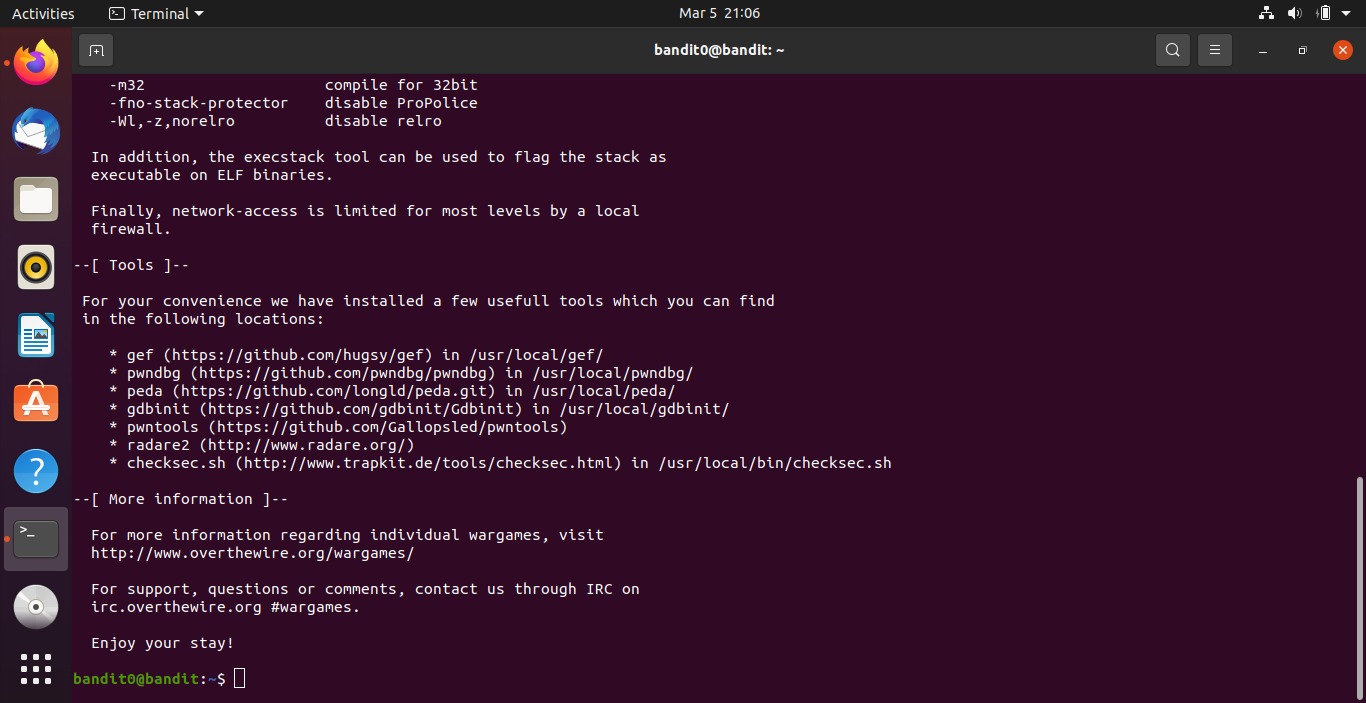 Activities Terminal Mar 5 21:06
bandit0@bandit: ~
-m32 compile for 32bit
-fno-stack-protector disable ProPolice
-Wl,-z,norelro disable relro
In addition, the execstack tool can be used to flag the stack as
executable on ELF binaries.
Finally, network-access is limited for most levels by a local
firewall.
--[ Tools ]--
For your convenience we have installed a few usefull tools which you can find
in the following locations:
* gef (https://github.com/hugsy/gef) in /usr/local/gef/
* pwndbg (https://github.com/pwndbg/pwndbg) in /usr/local/pwndbg/
* peda (https://github.com/longld/peda.git) in /usr/local/peda/
* gdbinit (https://github.com/gdbinit/Gdbinit) in /usr/local/gdbinit/
* pwntools (https://github.com/Gallopsled/pwntools)
* radare2 (http://www.radare.org/)
* checksec.sh (http://www.trapkit.de/tools/checksec.html) in /usr/local/bin/checksec.sh
--[ More information ]--
For more information regarding individual wargames, visit
http://www.overthewire.org/wargames/
For support, questions or comments, contact us through IRC on
irc.overthewire.org #wargames.
Enjoy your stay!
bandit0@bandit:~$